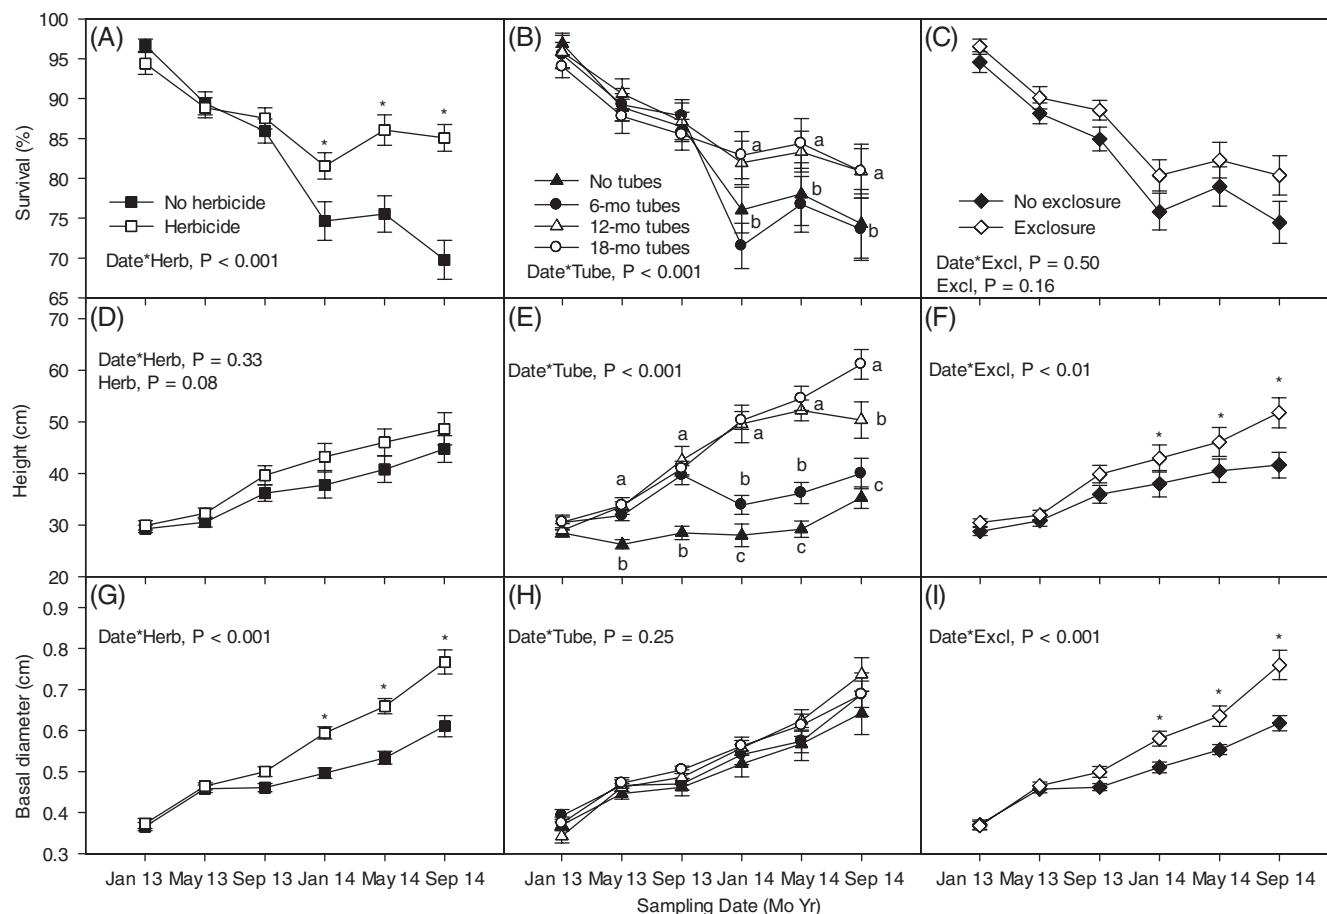 (A)
100
95
90
85
80
75
70
65
Survival (%)
*
*
*
No herbicide
Herbicide
Date*Herb, P < 0.001
(B)
a
a
a
b
b
b
No tubes
6-mo tubes
12-mo tubes
18-mo tubes
Date*Tube, P < 0.001
(C)
No exclosure
Exclosure
Date*Excl, P = 0.50
Excl, P = 0.16
(D)
70
60
50
40
30
20
Height (cm)
Date*Herb, P = 0.33
Herb, P = 0.08
(E)
Date*Tube, P < 0.001
a
a
a
a
a
b
b
b
c
b
b
c
c
(F)
Date*Excl, P < 0.01
*
*
*
(G)
0.9
0.8
0.7
0.6
0.5
0.4
0.3
Basal diameter (cm)
Date*Herb, P < 0.001
*
*
*
(H)
Date*Tube, P = 0.25
(I)
Date*Excl, P < 0.001
*
*
*
Jan 13 May 13 Sep 13 Jan 14 May 14 Sep 14
Jan 13 May 13 Sep 13 Jan 14 May 14 Sep 14
Jan 13 May 13 Sep 13 Jan 14 May 14 Sep 14
Sampling Date (Mo Yr)